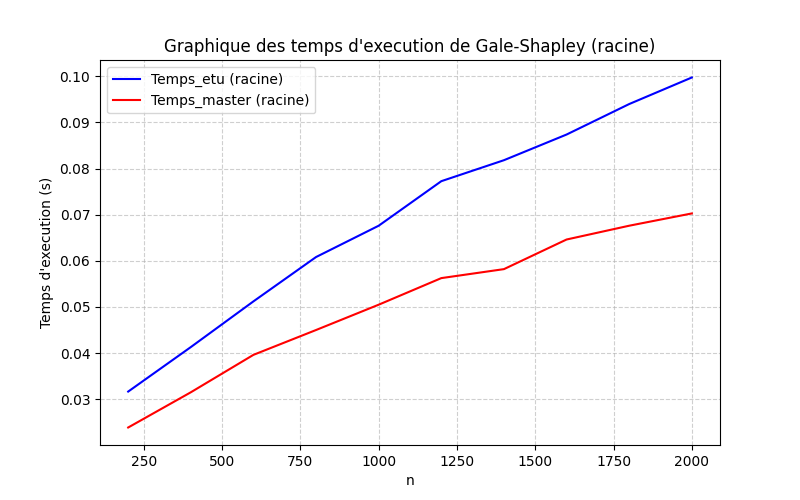 Graphique des temps d'execution de Gale-Shapley (racine)
Temps_etu (racine)
Temps_master (racine)
Temps d'execution (s)
0.10
0.09
0.08
0.07
0.06
0.05
0.04
0.03
250 500 750 1000 1250 1500 1750 2000
n